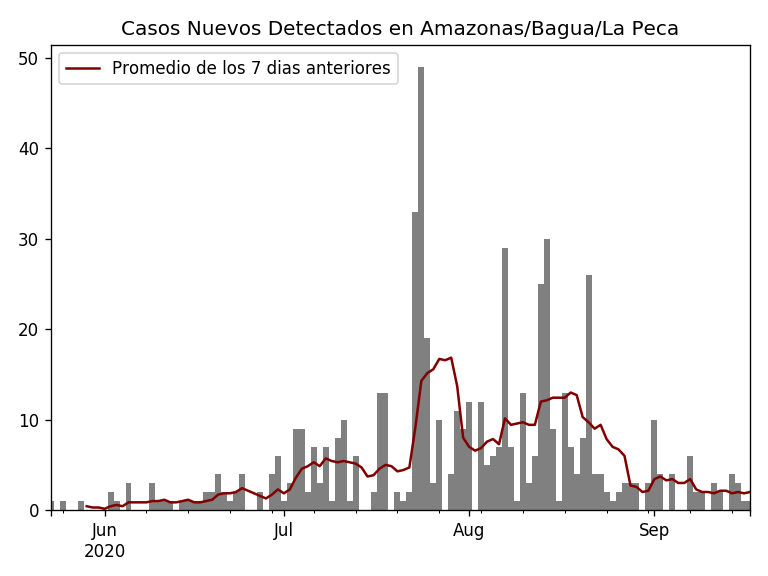 Casos Nuevos Detectados en Amazonas/Bagua/La Peca
Promedio de los 7 dias anteriores
50
40
30
20
10
0
Jun
2020
Jul
Aug
Sep